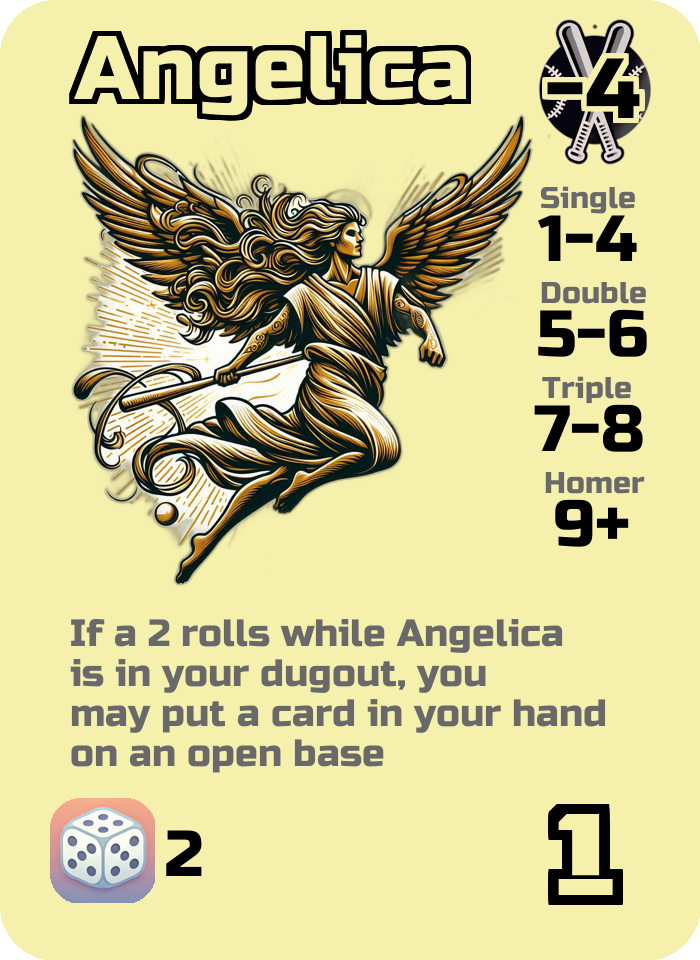 Angelica
-4
Single
1-4
Double
5-6
Triple
7-8
Homer
9+
If a 2 rolls while Angelica
is in your dugout, you
may put a card in your hand
on an open base
2
1